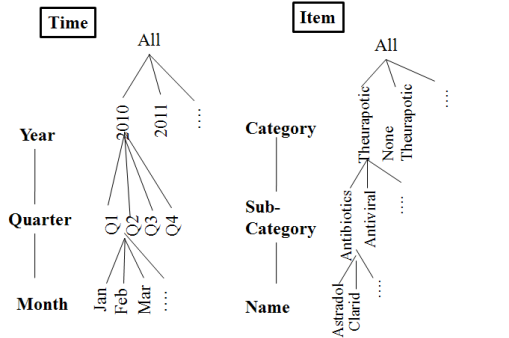 Time
All
2010
2011
....
Year
Quarter
Q1
Q2
Q3
Q4
Month
Jan
Feb
Mar
....
Item
All
Theurapotic
None
Theurapotic
....
Category
Sub-
Category
Antibiotics
Antiviral
....
Name
Astradol
Clarid
....